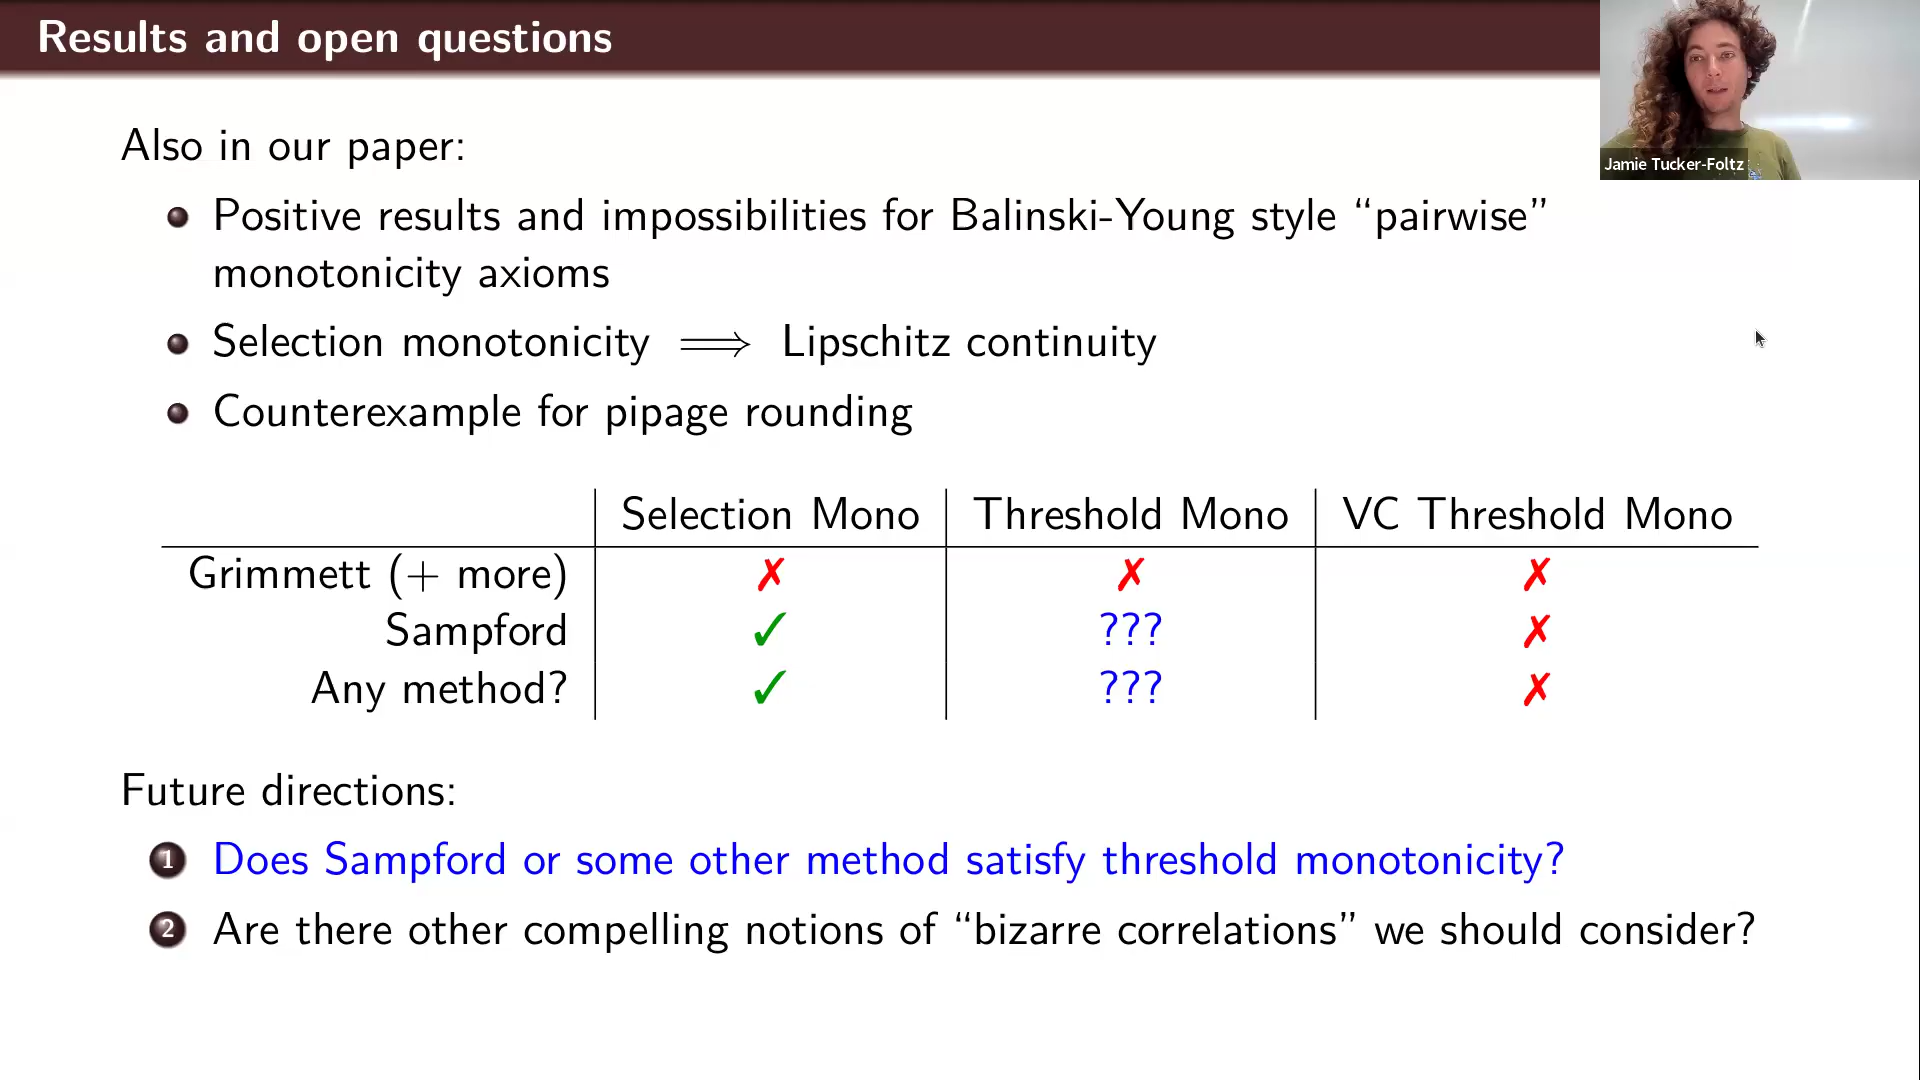 Results and open questions
Jamie Tucker-Foltz
Also in our paper:
Positive results and impossibilities for Balinski-Young style “pairwise”
monotonicity axioms
Selection monotonicity ⟹ Lipschitz continuity
Counterexample for pipage rounding
Selection Mono Threshold Mono VC Threshold Mono
Grimmett (+ more) ✗ ✗ ✗
Sampford ✓ ??? ✗
Any method? ✓ ??? ✗
Future directions:
1 Does Sampford or some other method satisfy threshold monotonicity?
2 Are there other compelling notions of “bizarre correlations” we should consider?